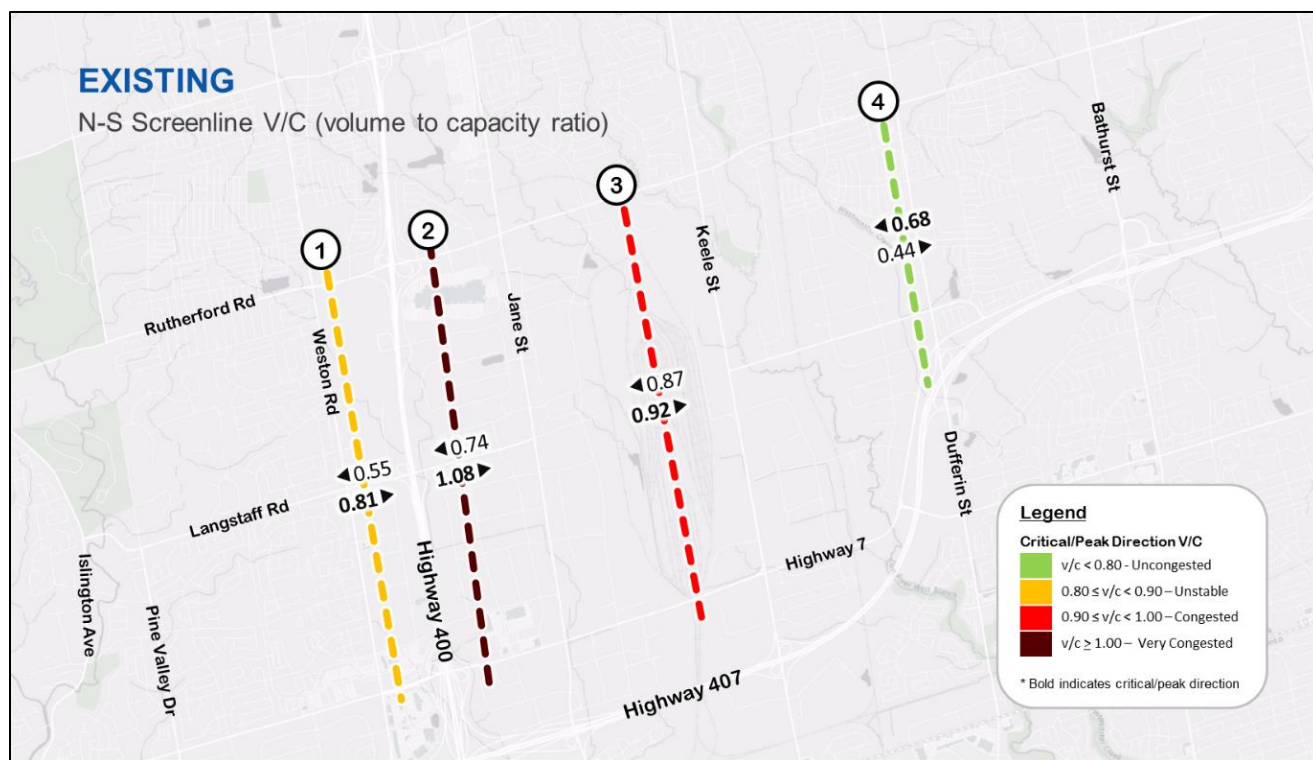 EXISTING
N-S Screenline V/C (volume to capacity ratio)
4
Bathurst St
3
◄0.68
0.44►
2
1
Keele St
Rutherford Rd
Jane St
Weston Rd
◄0.87
0.92►
Dufferin St
◄0.74
1.08►
◄0.55
0.81►
Langstaff Rd
Highway 7
Islington Ave
Pine Valley Dr
Highway 400
Highway 407
Legend
Critical/Peak Direction V/C
v/c < 0.80 - Uncongested
0.80 ≤ v/c < 0.90 – Unstable
0.90 ≤ v/c < 1.00 – Congested
v/c ≥ 1.00 – Very Congested
* Bold indicates critical/peak direction